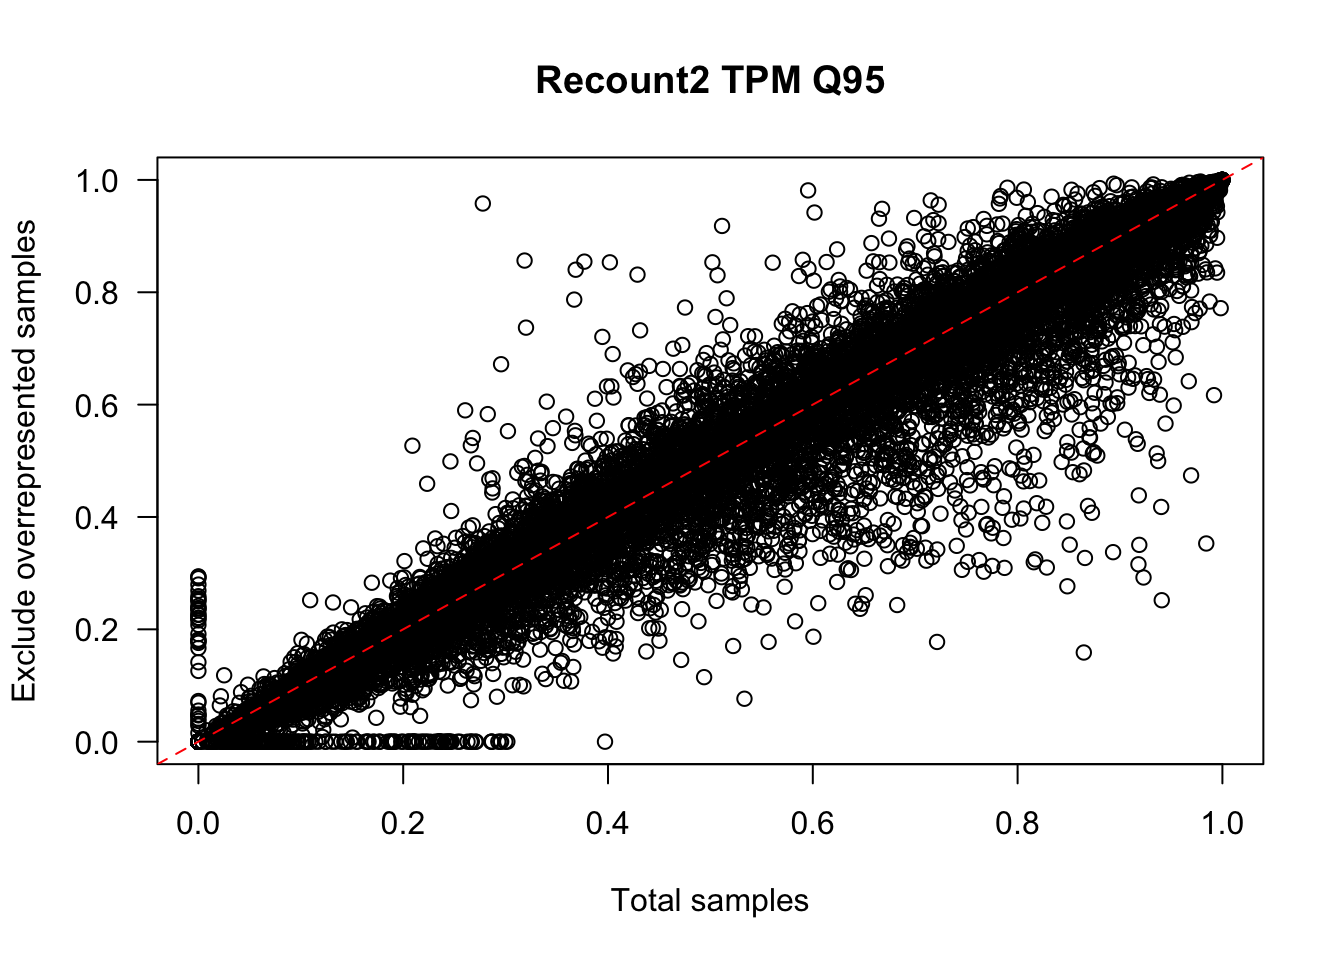 Recount2 TPM Q95
Exclude overrepresented samples
1.0
0.8
0.6
0.4
0.2
0.0
0.0 0.2 0.4 0.6 0.8 1.0
Total samples